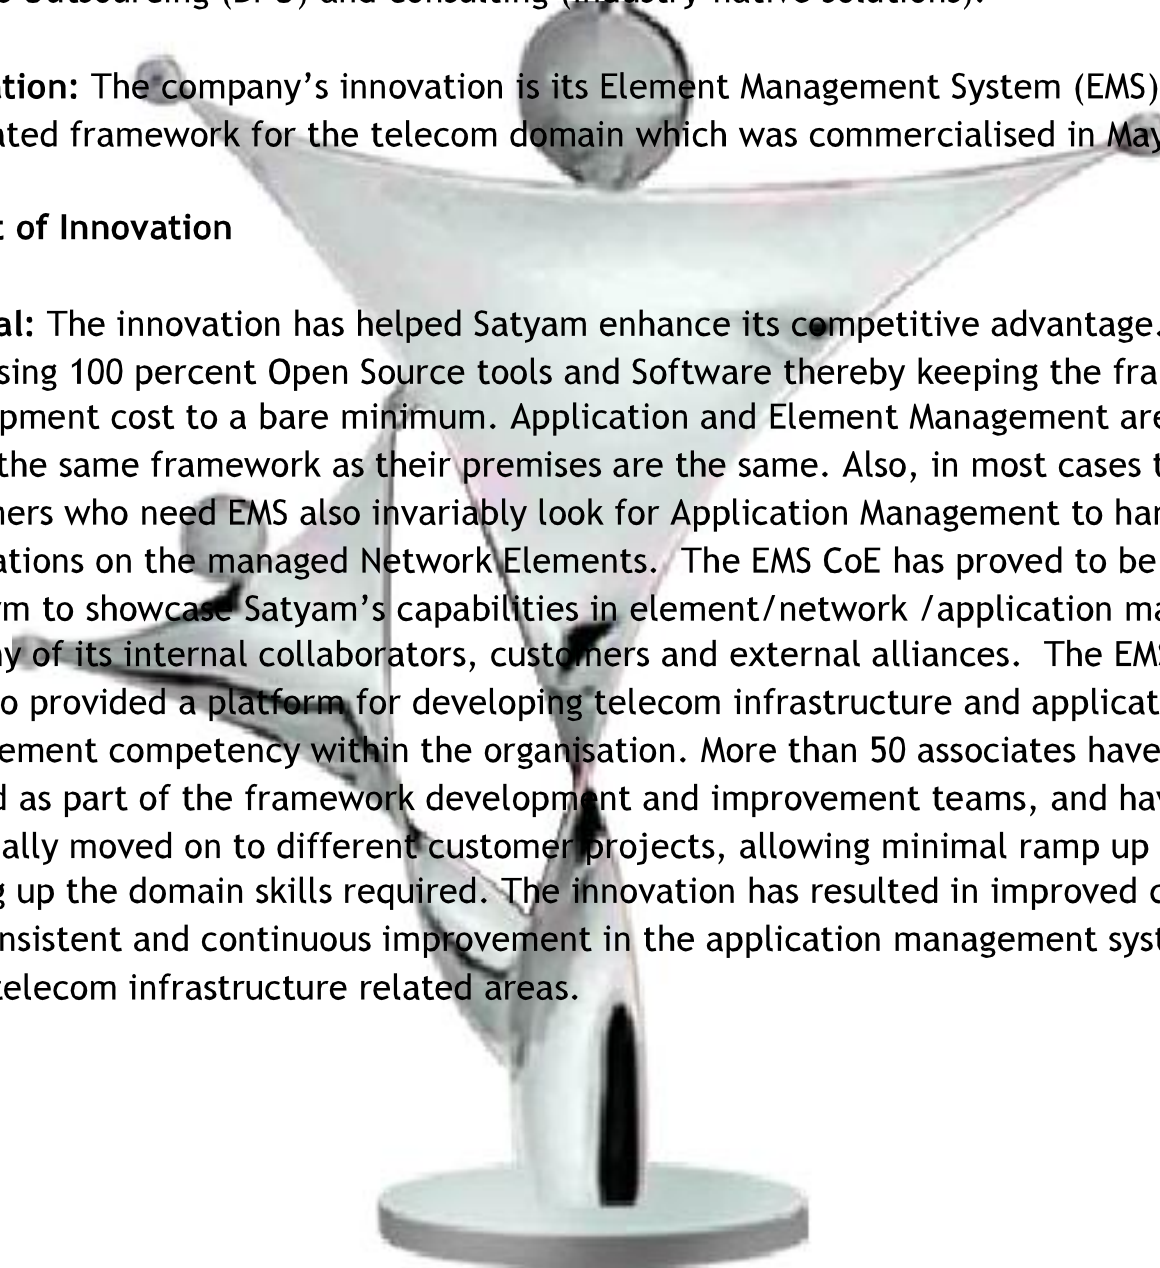 Outsourcing (BPO) and consulting (industry-native solutions).
tion: The company’s innovation is its Element Management System (EMS)
ated framework for the telecom domain which was commercialised in May
t of Innovation
al: The innovation has helped Satyam enhance its competitive advantage.
sing 100 percent Open Source tools and Software thereby keeping the fra
pment cost to a bare minimum. Application and Element Management are
the same framework as their premises are the same. Also, in most cases t
ners who need EMS also invariably look for Application Management to han
ations on the managed Network Elements.  The EMS CoE has proved to be
rm to showcase Satyam’s capabilities in element/network /application ma
ny of its internal collaborators, customers and external alliances.  The EMS
o provided a platform for developing telecom infrastructure and applicat
ement competency within the organisation. More than 50 associates have
d as part of the framework development and improvement teams, and hav
ally moved on to different customer projects, allowing minimal ramp up
g up the domain skills required. The innovation has resulted in improved c
nsistent and continuous improvement in the application management syst
telecom infrastructure related areas.